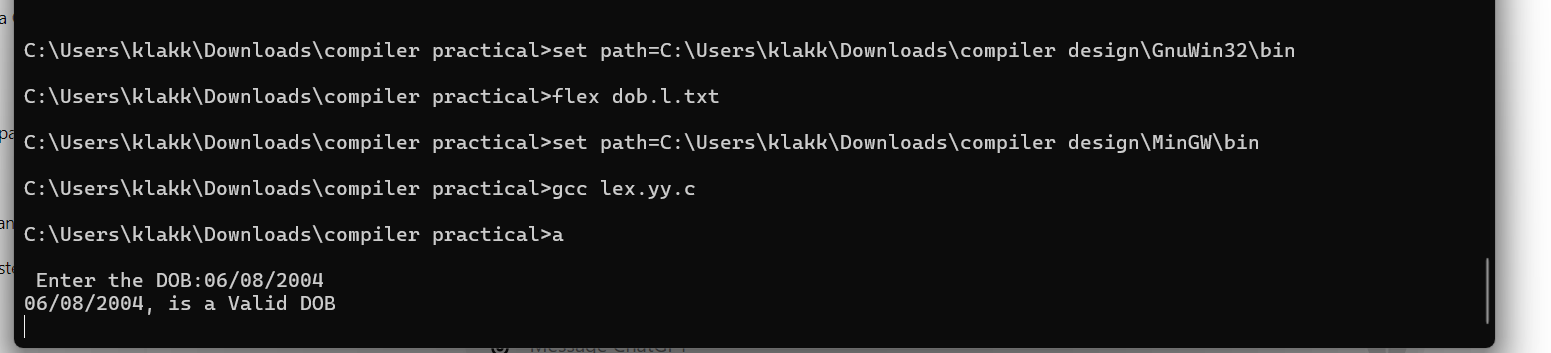 C:\Users\klakk\Downloads\compiler practical>set path=C:\Users\klakk\Downloads\compiler design\GnuWin32\bin
C:\Users\klakk\Downloads\compiler practical>flex dob.l.txt
C:\Users\klakk\Downloads\compiler practical>set path=C:\Users\klakk\Downloads\compiler design\MinGW\bin
C:\Users\klakk\Downloads\compiler practical>gcc lex.yy.c
C:\Users\klakk\Downloads\compiler practical>a
Enter the DOB:06/08/2004
06/08/2004, is a Valid DOB
Message ChatGPT